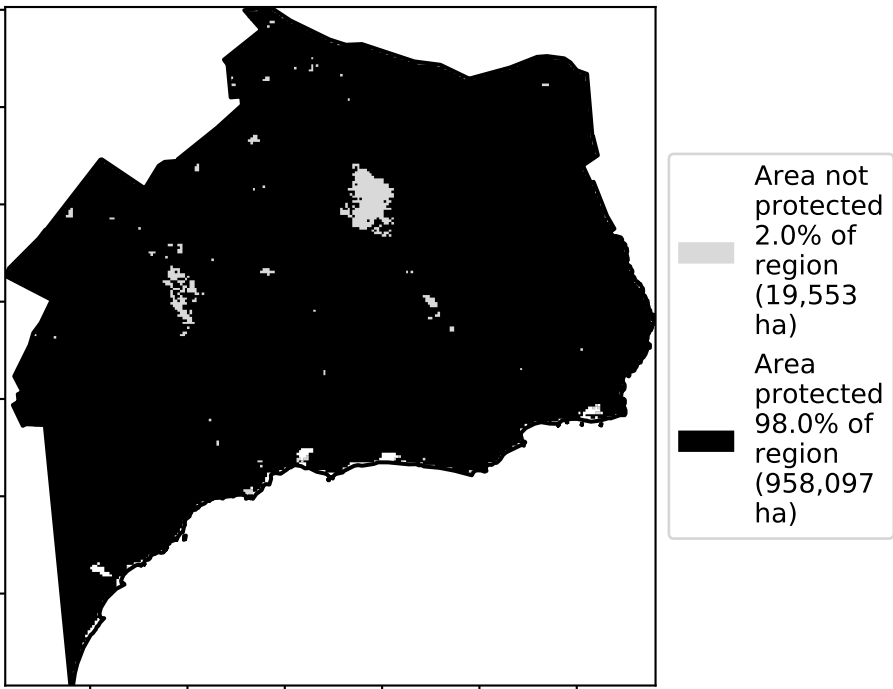 Area not
protected
2.0% of
region
(19,553
ha)
Area
protected
98.0% of
region
(958,097
ha)